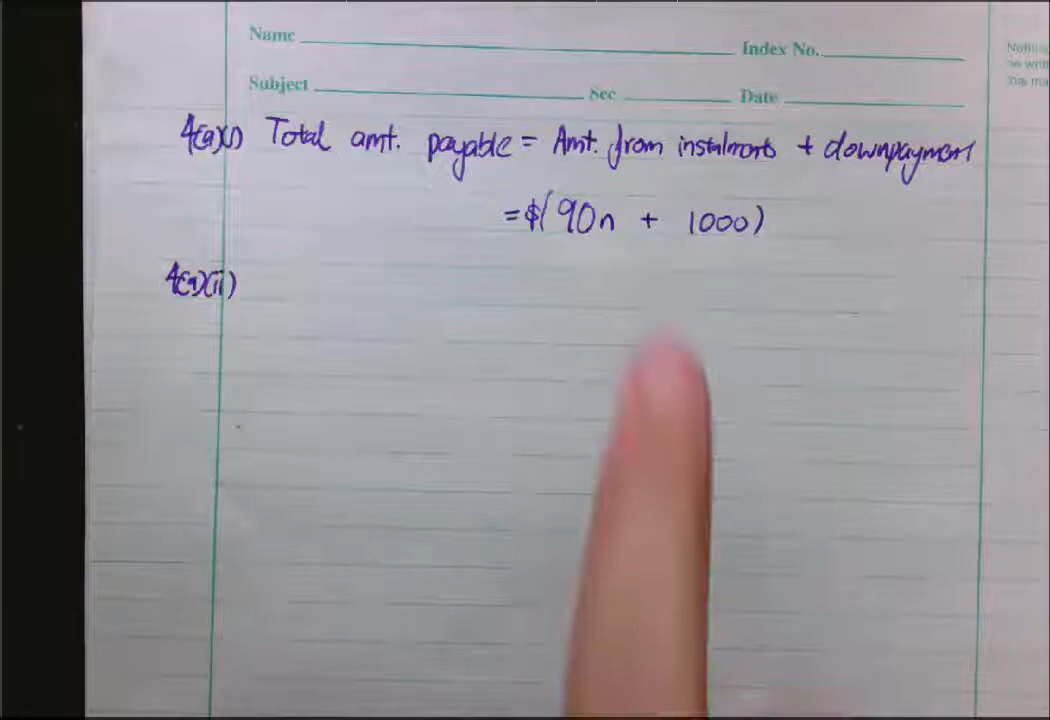 Name
Index No.
Subject
Sec
Date
4(a)(i) Total amt. payable = Amt. from instalments + downpayment
= $(90n + 1000)
4(a)(ii)